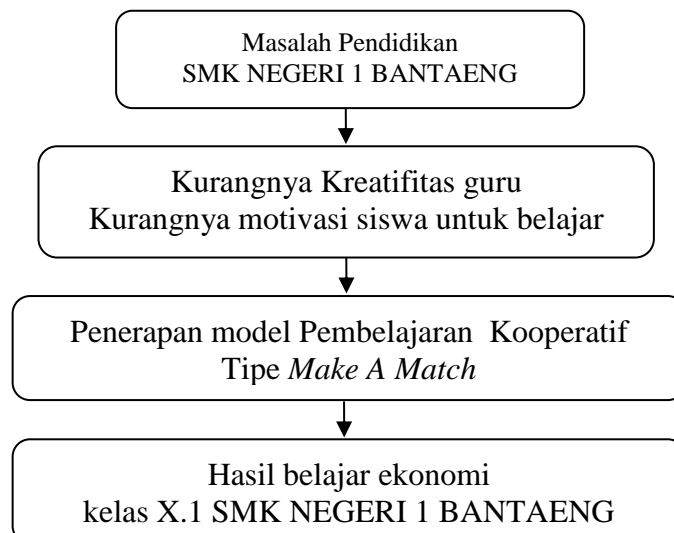 Masalah Pendidikan
SMK NEGERI 1 BANTAENG
Kurangnya Kreatifitas guru
Kurangnya motivasi siswa untuk belajar
Penerapan model Pembelajaran Kooperatif
Tipe Make A Match
Hasil belajar ekonomi
kelas X.1 SMK NEGERI 1 BANTAENG